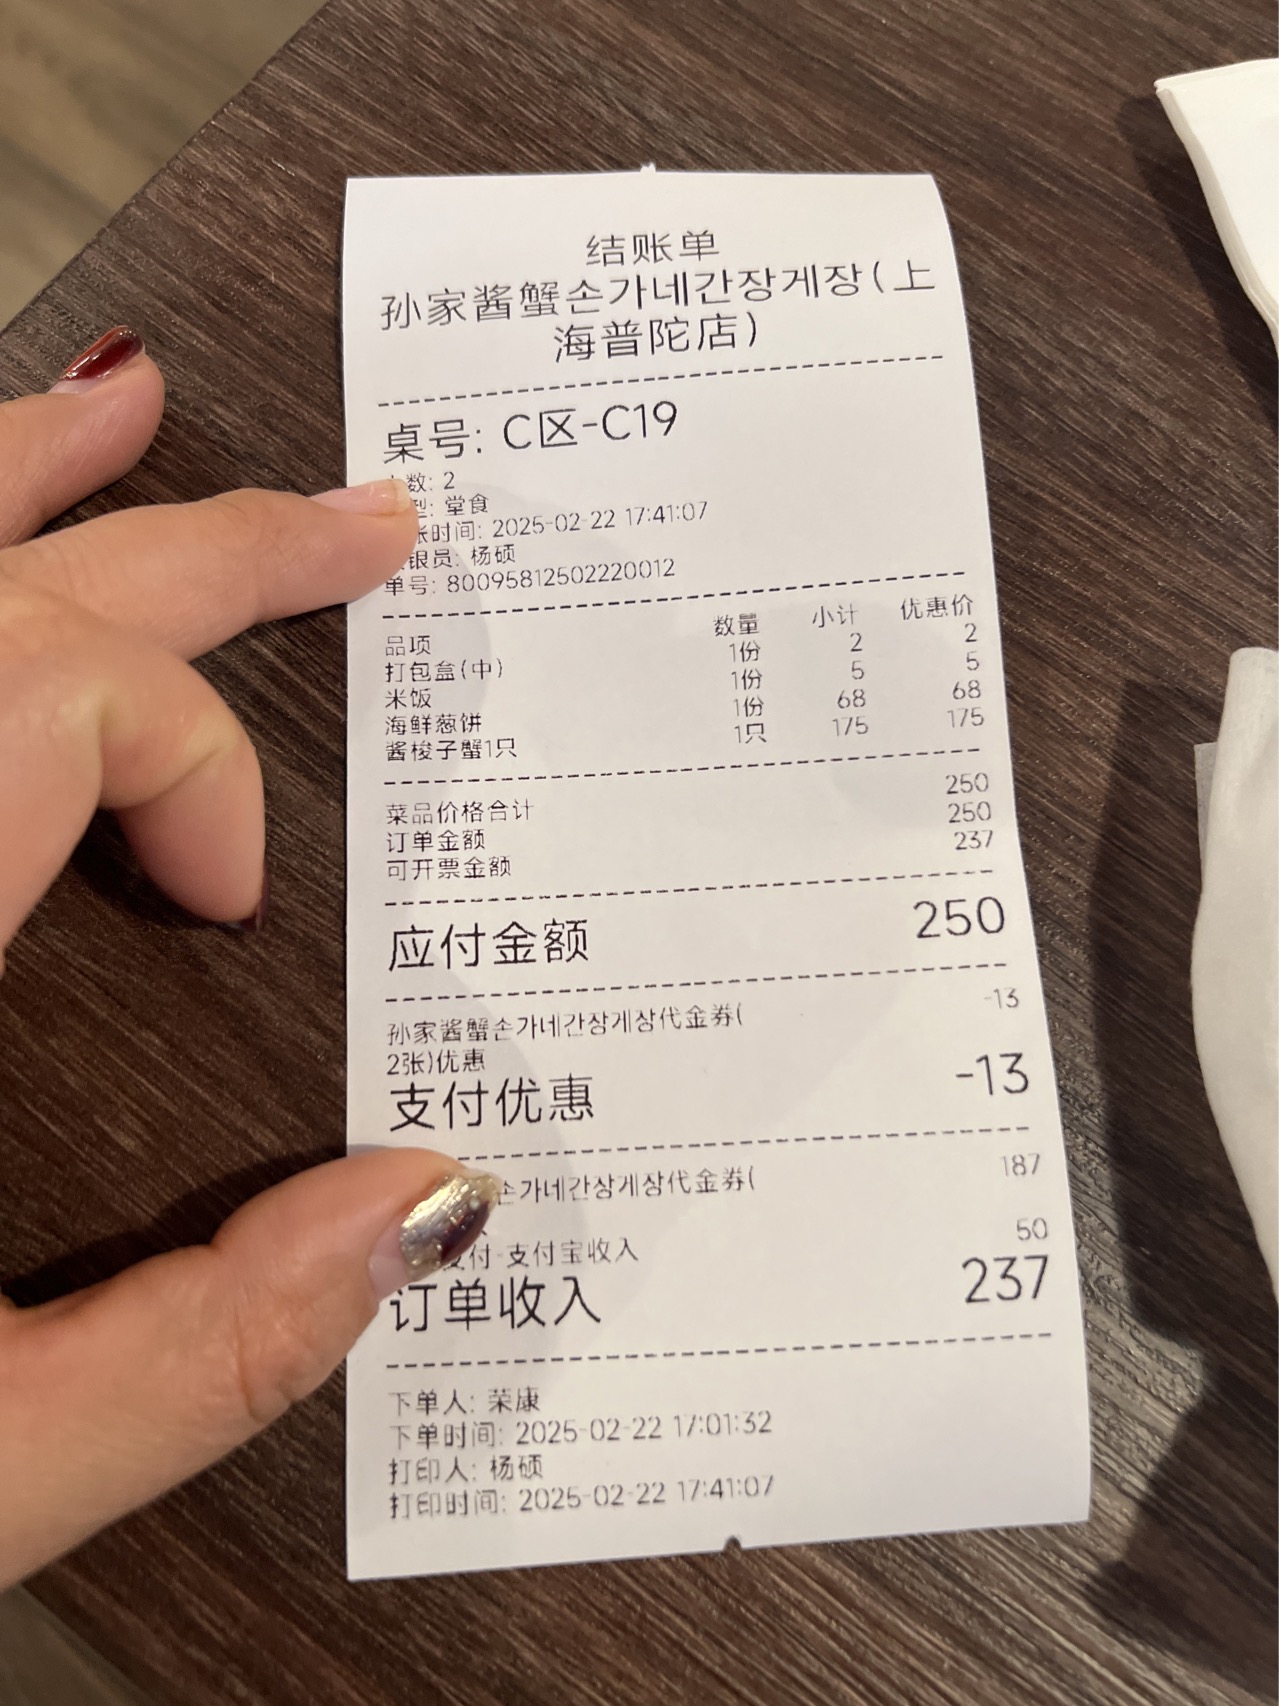 结账单
孙家酱蟹손가네간장게장(上
海普陀店)
桌号: C区-C19
数: 2
型: 堂食
账时间: 2025-02-22 17:41:07
银员: 杨硕
单号: 80095812502220012
品项 数量 小计 优惠价
打包盒(中) 1份 2 2
米饭 1份 5 5
海鲜葱饼 1份 68 68
酱梭子蟹1只 1只 175 175
菜品价格合计 250
订单金额 250
可开票金额 237
应付金额 250
孙家酱蟹손가네간장게장代金券( -13
2张)优惠
支付优惠 -13
손가네간장게장代金券( 187
支付-支付宝收入 50
订单收入 237
下单人: 荣康
下单时间: 2025-02-22 17:01:32
打印人: 杨硕
打印时间: 2025-02-22 17:41:07